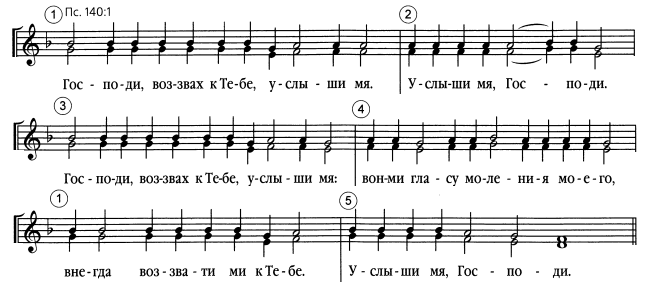 ① Пс. 140:1 ②
Гос - по-ди, воз-звах к Те-бе, у-слы - ши мя. У-слы-ши мя, Гос - по-ди.
③ ④
Гос - по-ди, воз-звах к Те-бе, у-слы-ши мя: вон-ми гла-су мо-ле-ни-я мо-е-го,
① ⑤
вне-гда воз-зва-ти ми к Те-бе. У-слы-ши мя, Гос - по - ди.